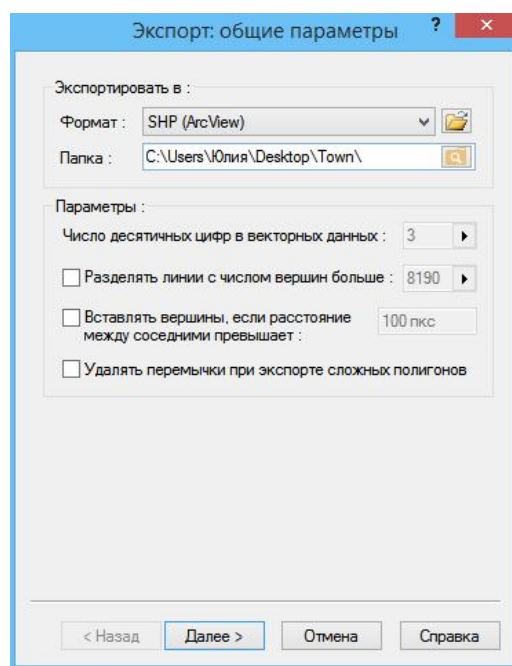 Экспорт: общие параметры ? ×
Экспортировать в :
Формат : SHP (ArcView)
Папка : C:\Users\Юлия\Desktop\Town\
Параметры :
Число десятичных цифр в векторных данных : 3
Разделять линии с числом вершин больше : 8190
Вставлять вершины, если расстояние
между соседними превышает : 100 пкс
Удалять перемычки при экспорте сложных полигонов
< Назад Далее > Отмена Справка